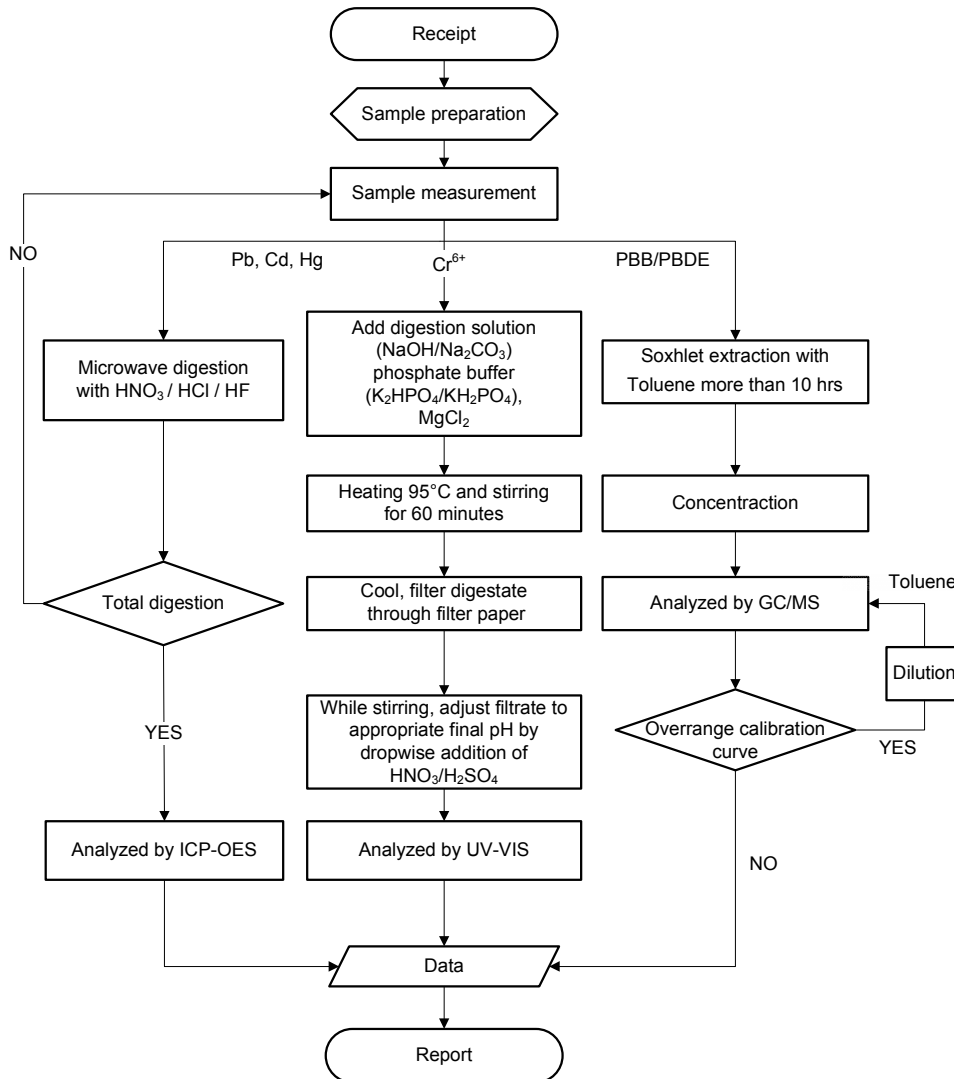 Receipt
Sample preparation
Sample measurement
NO
Pb, Cd, Hg
Cr⁶⁺
PBB/PBDE
Microwave digestion
with HNO₃ / HCl / HF
Add digestion solution
(NaOH/Na₂CO₃)
phosphate buffer
(K₂HPO₄/KH₂PO₄),
MgCl₂
Soxhlet extraction with
Toluene more than 10 hrs
Heating 95°C and stirring
for 60 minutes
Concentraction
Total digestion
Cool, filter digestate
through filter paper
Analyzed by GC/MS
Toluene
Dilution
YES
While stirring, adjust filtrate to
appropriate final pH by
dropwise addition of
HNO₃/H₂SO₄
Overrange calibration
curve
YES
Analyzed by ICP-OES
Analyzed by UV-VIS
NO
Data
Report